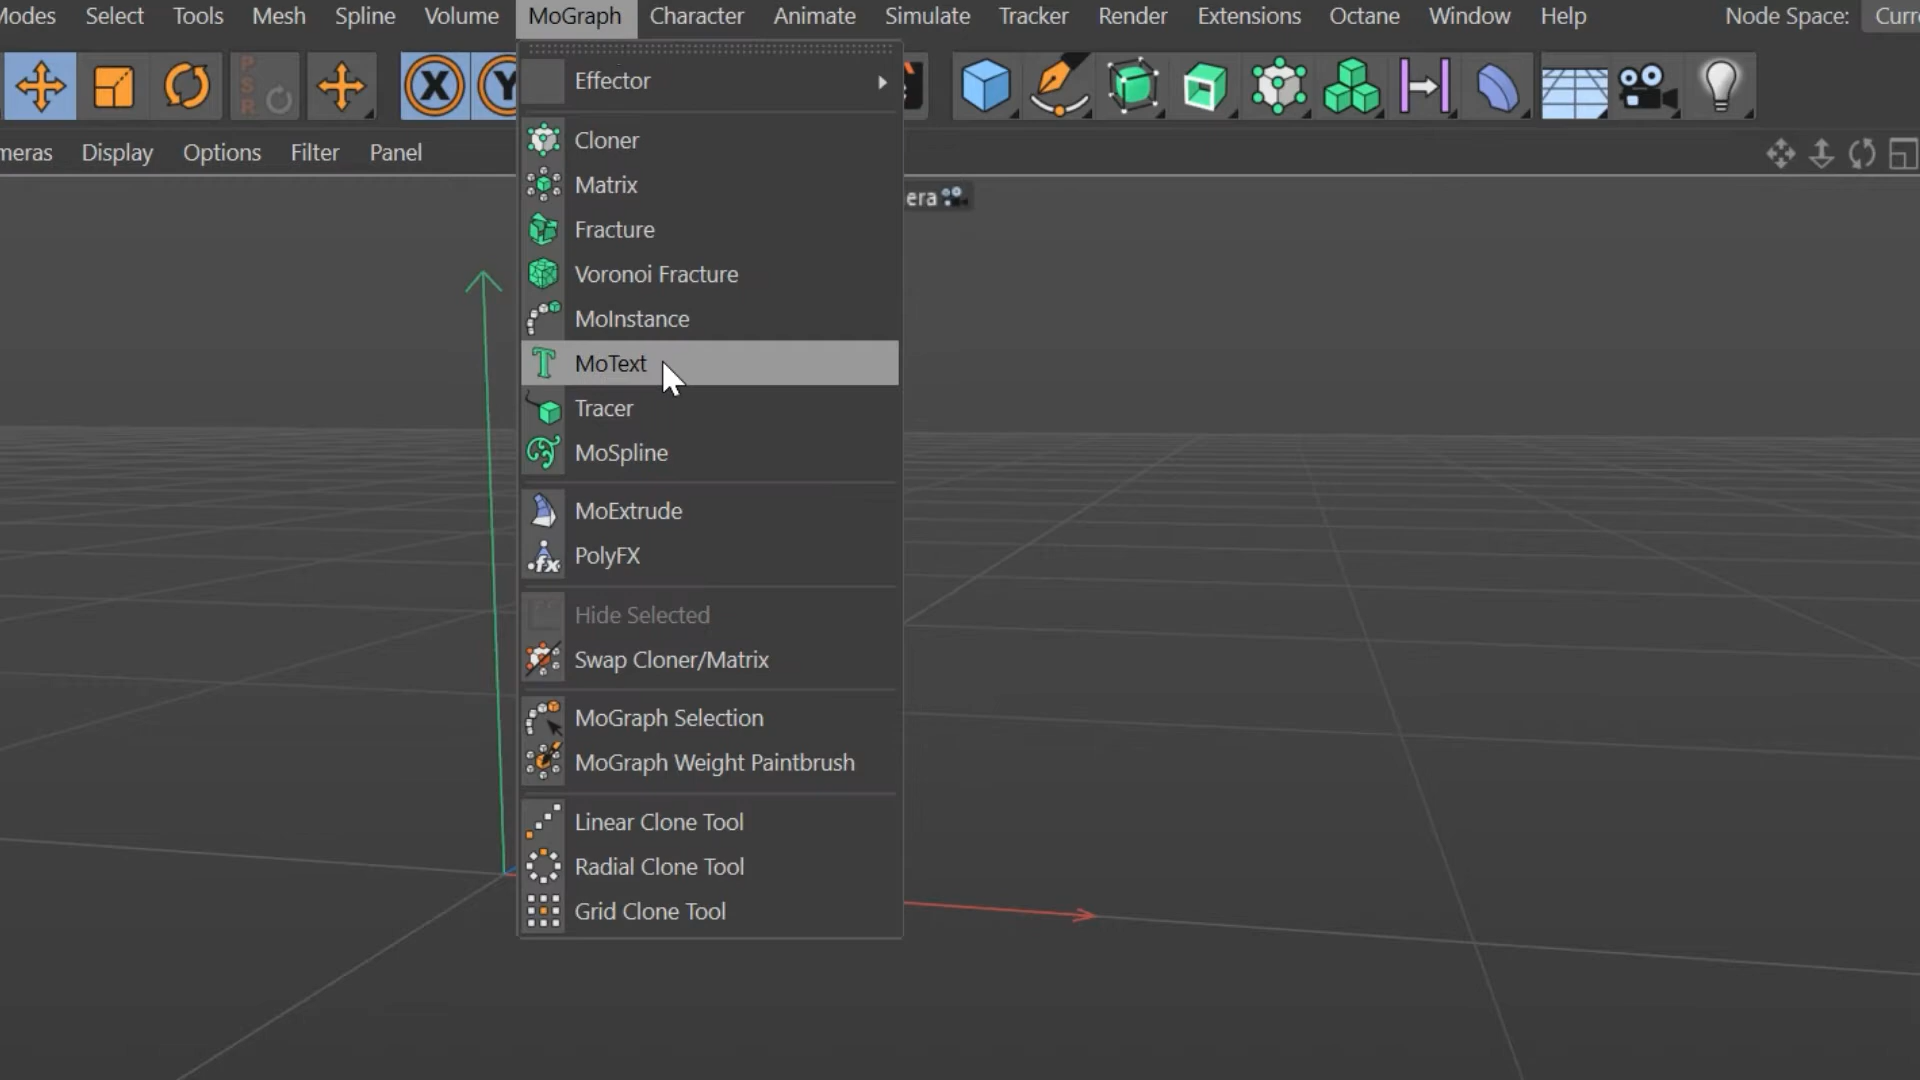 Modes Select Tools Mesh Spline Volume MoGraph Character Animate Simulate Tracker Render Extensions Octane Window Help Node Space: Curr
P
S
R
X Y
meras Display Options Filter Panel
era
Effector
Cloner
Matrix
Fracture
Voronoi Fracture
MoInstance
MoText
Tracer
MoSpline
MoExtrude
PolyFX
Hide Selected
Swap Cloner/Matrix
MoGraph Selection
MoGraph Weight Paintbrush
Linear Clone Tool
Radial Clone Tool
Grid Clone Tool